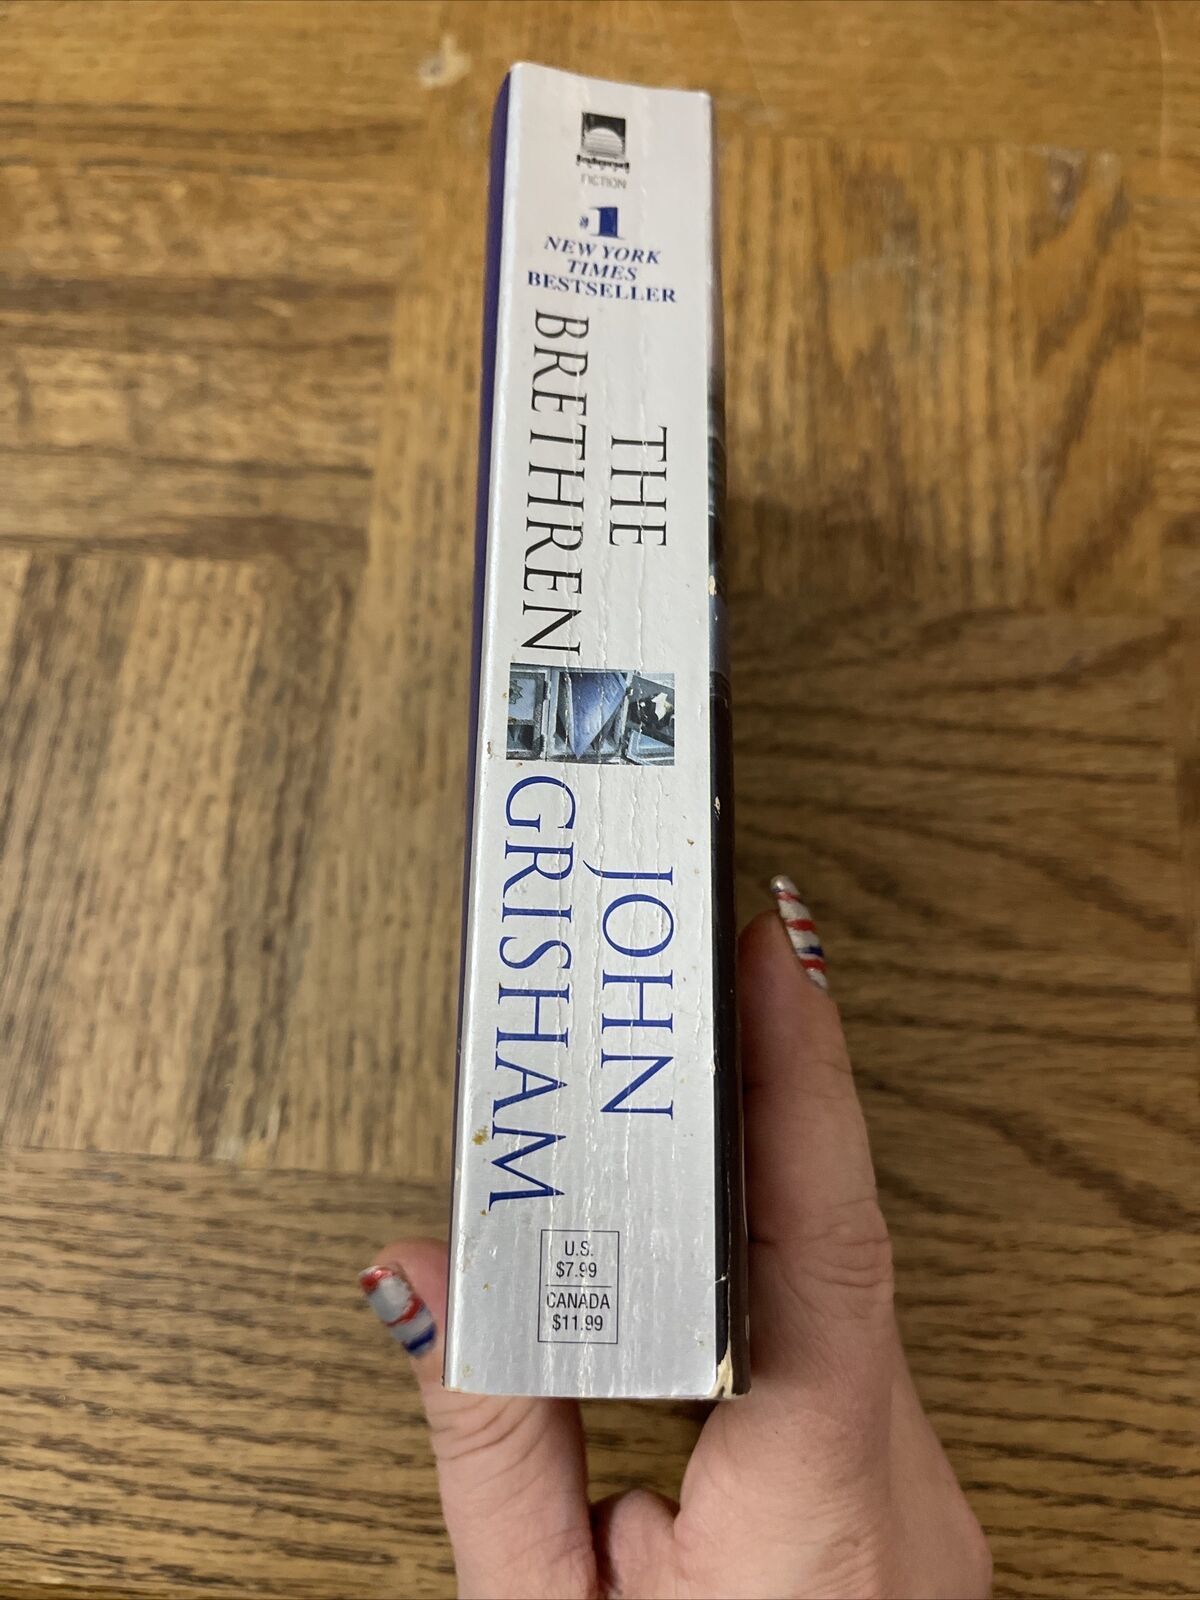 FICTION
#1
NEW YORK
TIMES
BESTSELLER
THE
BRETHREN
JOHN
GRISHAM
U.S.
$7.99
CANADA
$11.99